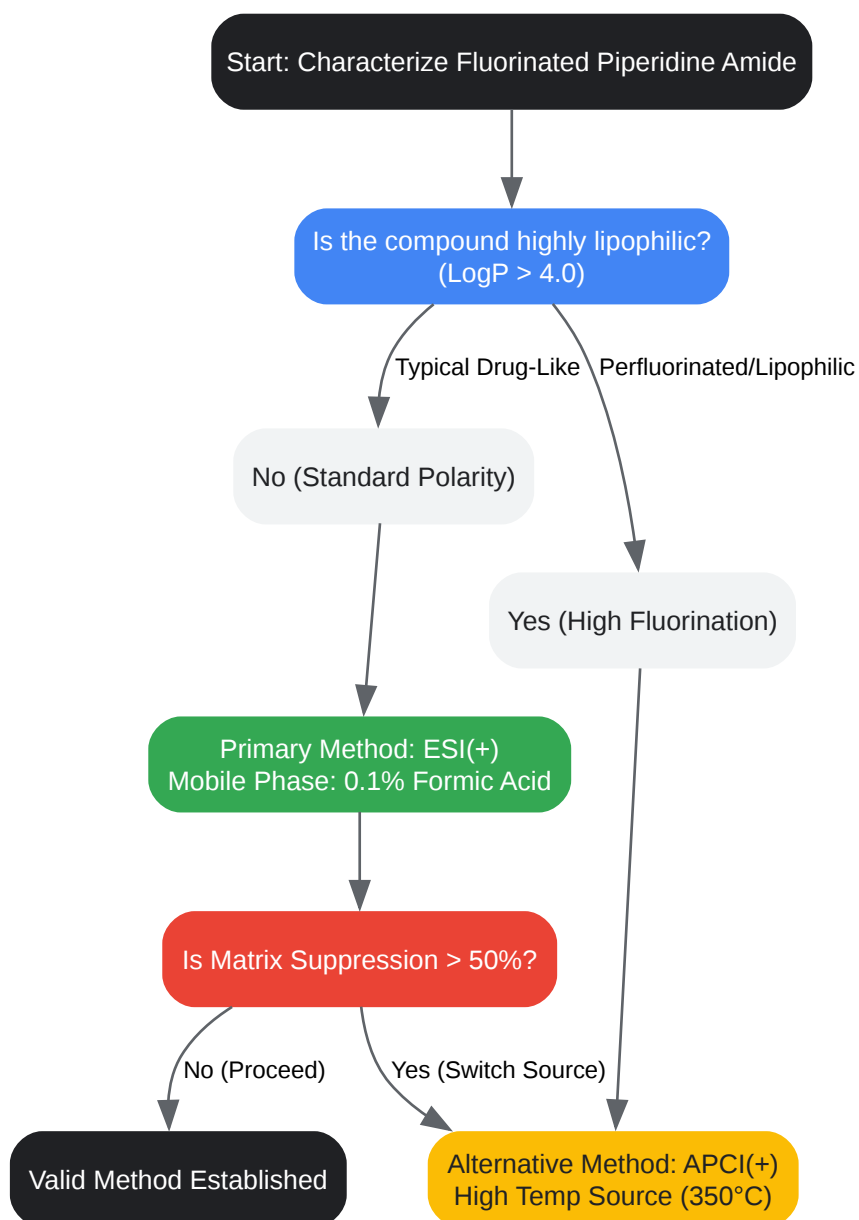 Start: Characterize Fluorinated Piperidine Amide
Is the compound highly lipophilic?
(LogP > 4.0)
Typical Drug-Like
Perfluorinated/Lipophilic
No (Standard Polarity)
Yes (High Fluorination)
Primary Method: ESI(+)
Mobile Phase: 0.1% Formic Acid
Is Matrix Suppression > 50%?
No (Proceed)
Yes (Switch Source)
Valid Method Established
Alternative Method: APCI(+)
High Temp Source (350°C)